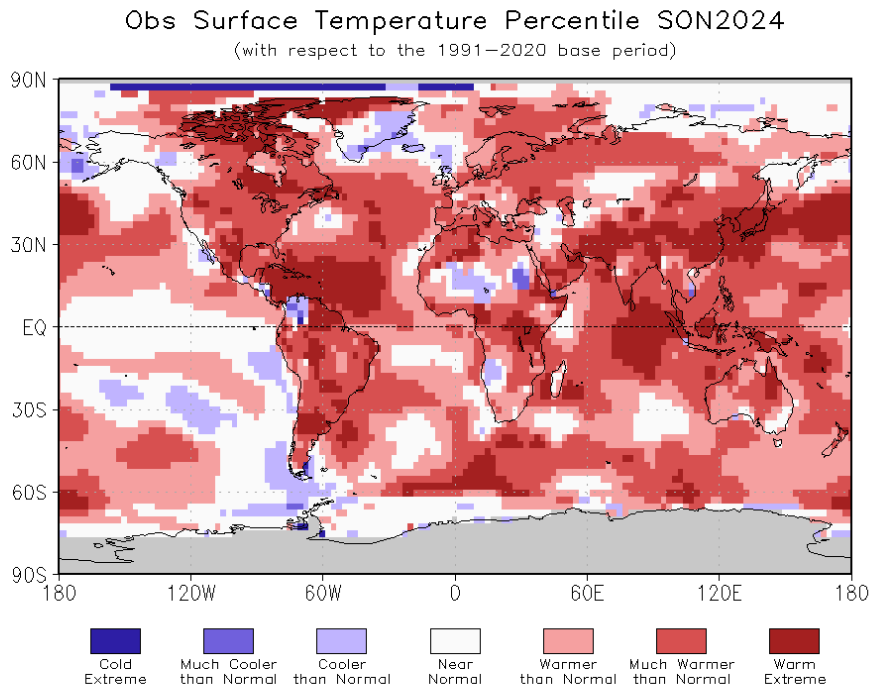 Obs Surface Temperature Percentile SON2024
(with respect to the 1991–2020 base period)
90N
60N
30N
EQ
30S
60S
90S
180 120W 60W 0 60E 120E 180
Cold Extreme
Much Cooler than Normal
Cooler than Normal
Near Normal
Warmer than Normal
Much Warmer than Normal
Warm Extreme